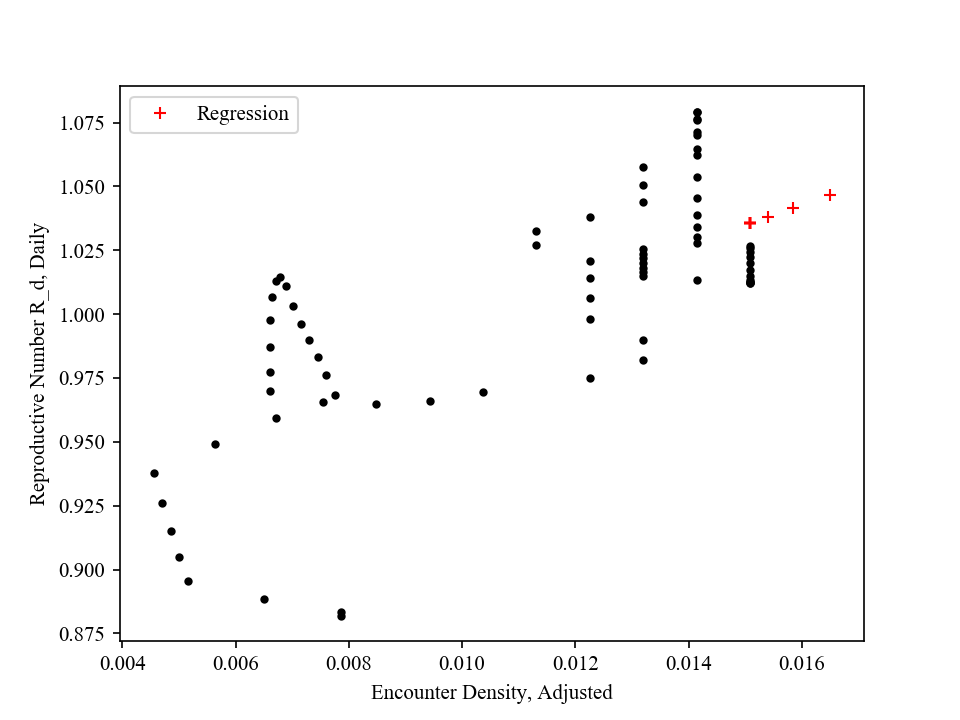 Regression
1.075
1.050
1.025
1.000
0.975
0.950
0.925
0.900
0.875
Reproductive Number R_d, Daily
0.004 0.006 0.008 0.010 0.012 0.014 0.016
Encounter Density, Adjusted